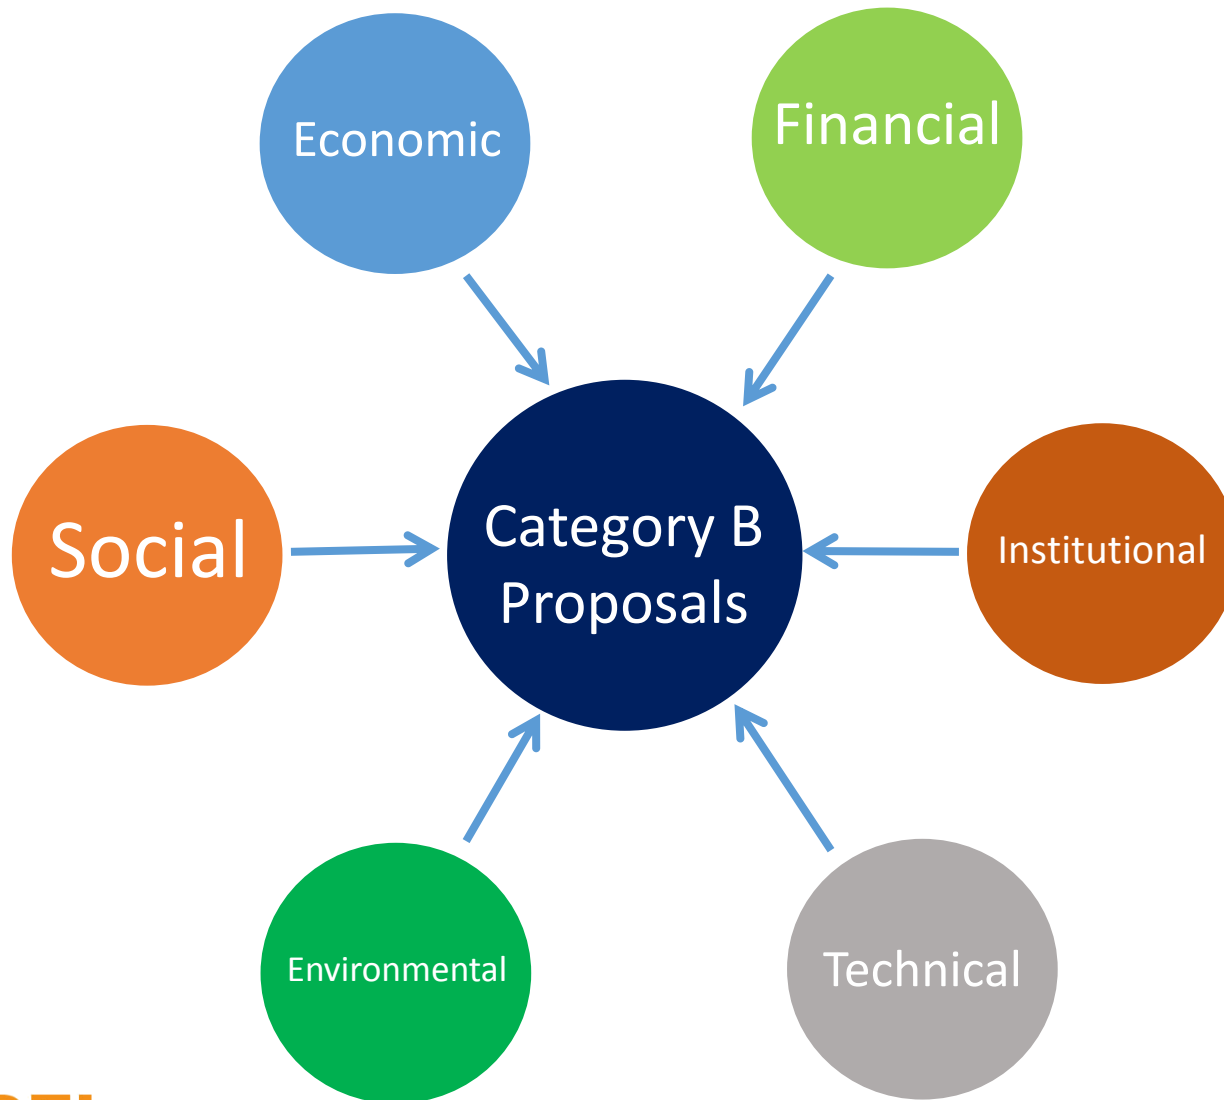 Economic
Financial
Social
Category B
Proposals
Institutional
Environmental
Technical